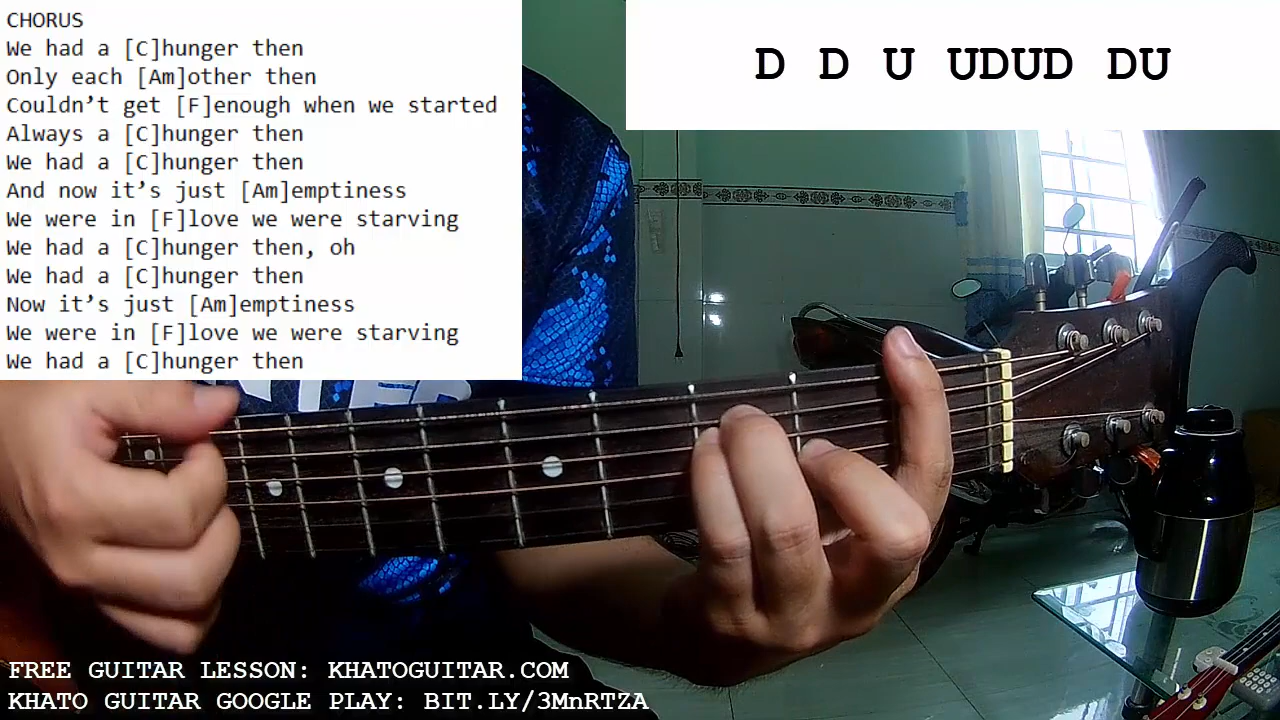 CHORUS
We had a [C]hunger then
Only each [Am]other then
Couldn’t get [F]enough when we started
Always a [C]hunger then
We had a [C]hunger then
And now it’s just [Am]emptiness
We were in [F]love we were starving
We had a [C]hunger then, oh
We had a [C]hunger then
Now it’s just [Am]emptiness
We were in [F]love we were starving
We had a [C]hunger then
D D U UDUD DU
FREE GUITAR LESSON: KHATOGUITAR.COM
KHATO GUITAR GOOGLE PLAY: BIT.LY/3MnRTZA